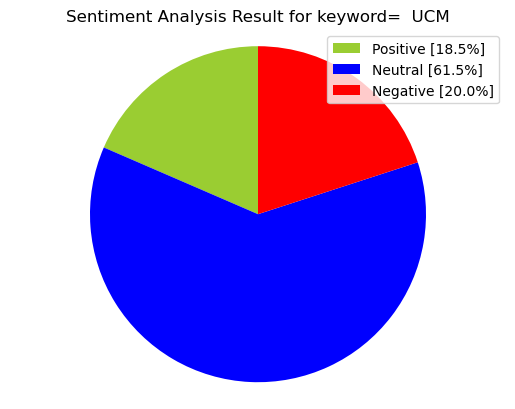 Sentiment Analysis Result for keyword=  UCM
Positive [18.5%]
Neutral [61.5%]
Negative [20.0%]